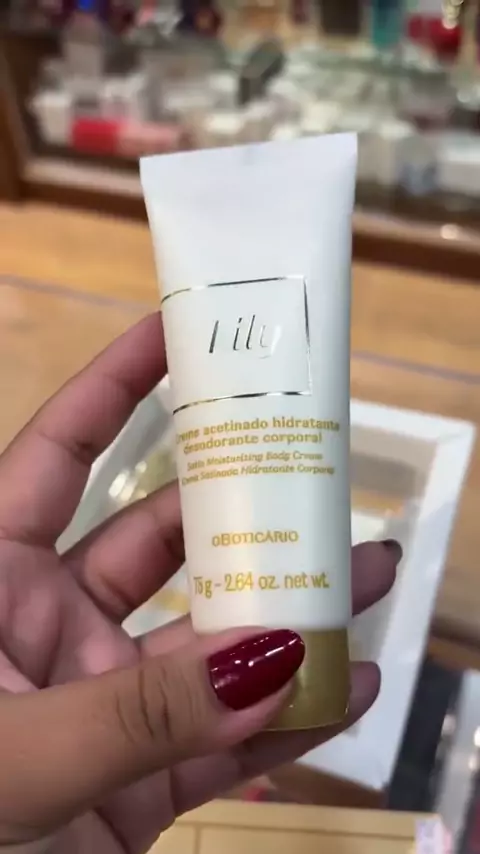 Lily
Creme acetinado hidratante
desodorante corporal
Satin Moisturizing Body Cream
Crema Satinada Hidratante Corporal
OBOTICÁRIO
75g - 2.64 oz. net wt.